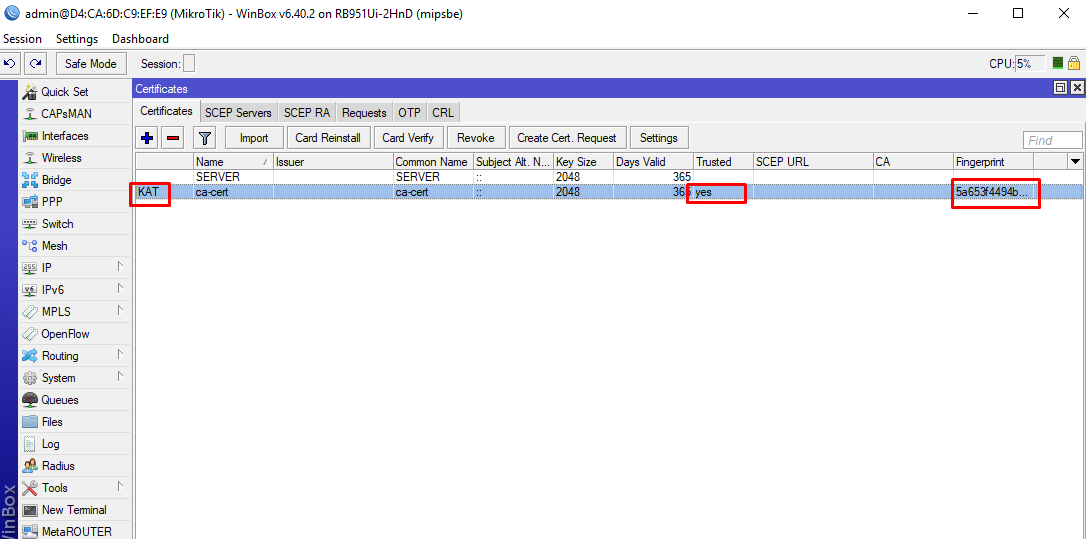 admin@D4:CA:6D:C9:EF:E9 (MikroTik) - WinBox v6.40.2 on RB951Ui-2HnD (mipsbe)
Session Settings Dashboard
Safe Mode Session: CPU: 5%
Quick Set
CAPsMAN
Interfaces
Wireless
Bridge
PPP
Switch
Mesh
IP
IPv6
MPLS
OpenFlow
Routing
System
Queues
Files
Log
Radius
Tools
New Terminal
MetaROUTER
WinBox
Certificates
Certificates SCEP Servers SCEP RA Requests OTP CRL
Import Card Reinstall Card Verify Revoke Create Cert. Request Settings Find
Name / Issuer Common Name Subject Alt. N... Key Size Days Valid Trusted SCEP URL CA Fingerprint
SERVER SERVER :: 2048 365
KAT ca-cert ca-cert :: 2048 365 yes 5a653f4494b...